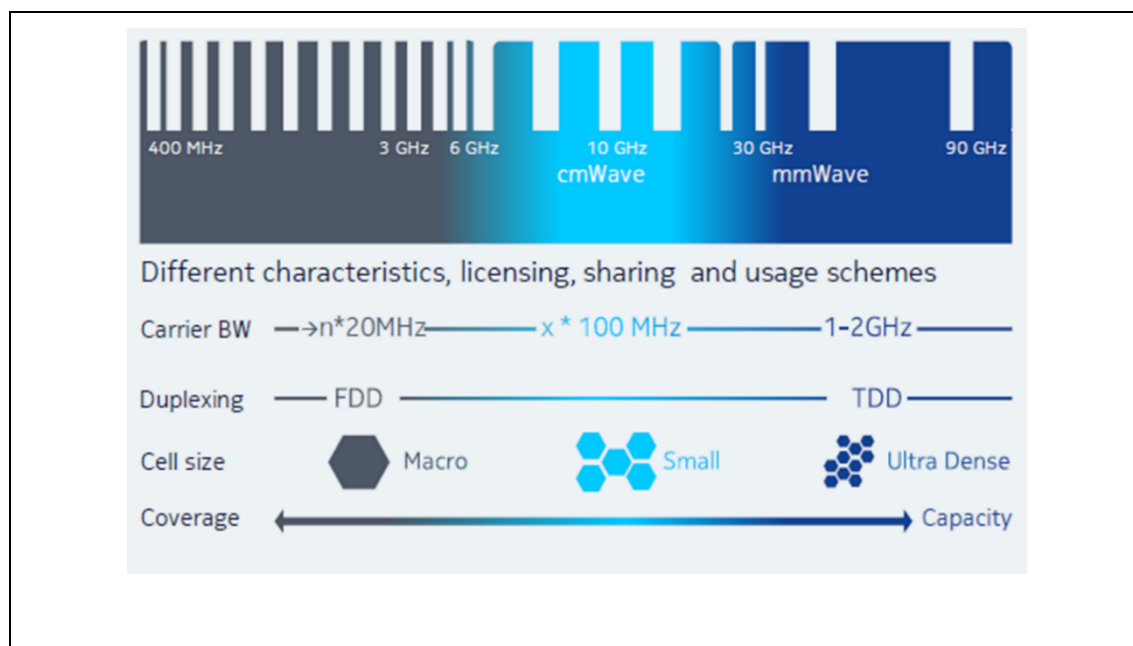 400 MHz 3 GHz 6 GHz 10 GHz 30 GHz 90 GHz
cmWave mmWave
Different characteristics, licensing, sharing and usage schemes
Carrier BW →n*20MHz x * 100 MHz 1-2GHz
Duplexing FDD TDD
Cell size Macro Small Ultra Dense
Coverage Capacity